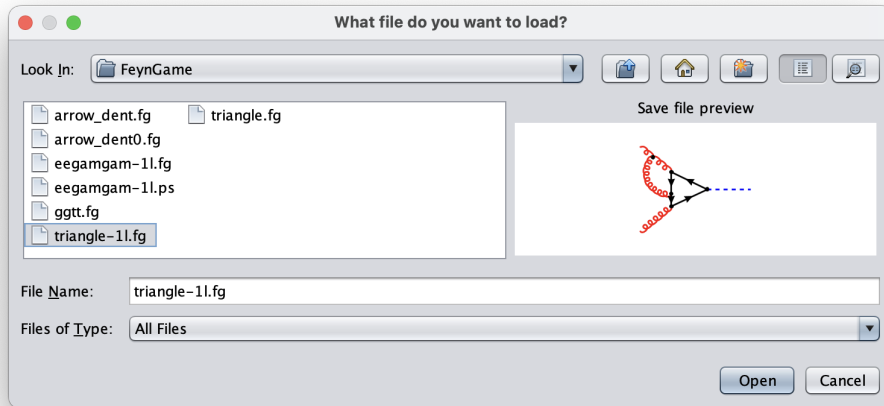 What file do you want to load?
Look In: FeynGame
Save file preview
arrow_dent.fg triangle.fg
arrow_dent0.fg
eegamgam-1l.fg
eegamgam-1l.ps
ggtt.fg
triangle-1l.fg
File Name: triangle-1l.fg
Files of Type: All Files
Open Cancel